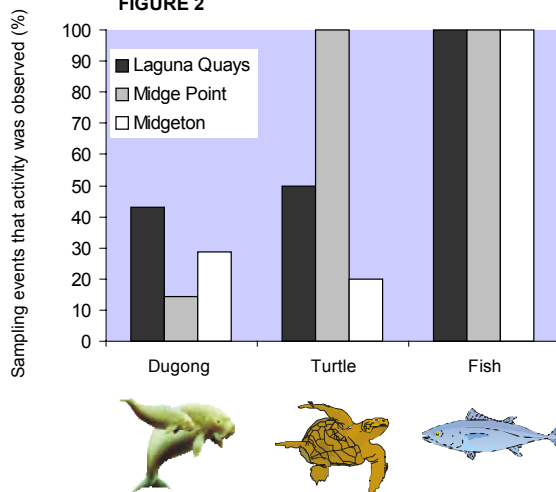 FIGURE 2
Sampling events that activity was observed (%)
100
90
80
70
60
50
40
30
20
10
0
Laguna Quays
Midge Point
Midgeton
Dugong
Turtle
Fish